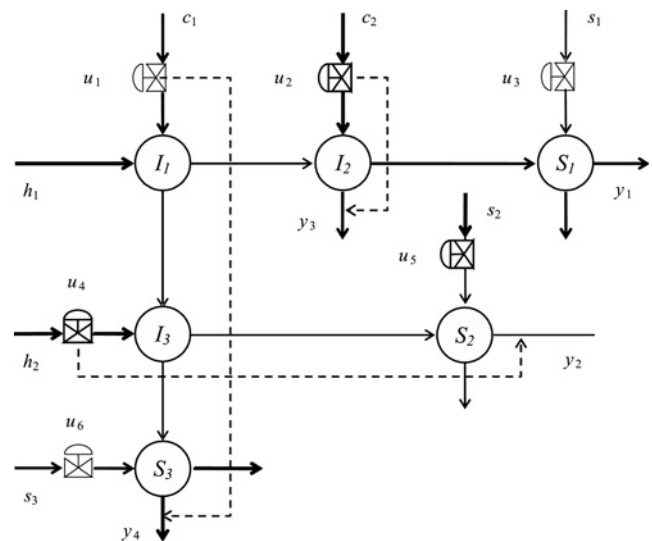 c1 c2 s1
u1 u2 u3
I1 I2 S1
h1 y3 y1
s2
u4 u5
I3 S2
h2 y2
u6
S3
s3 y4